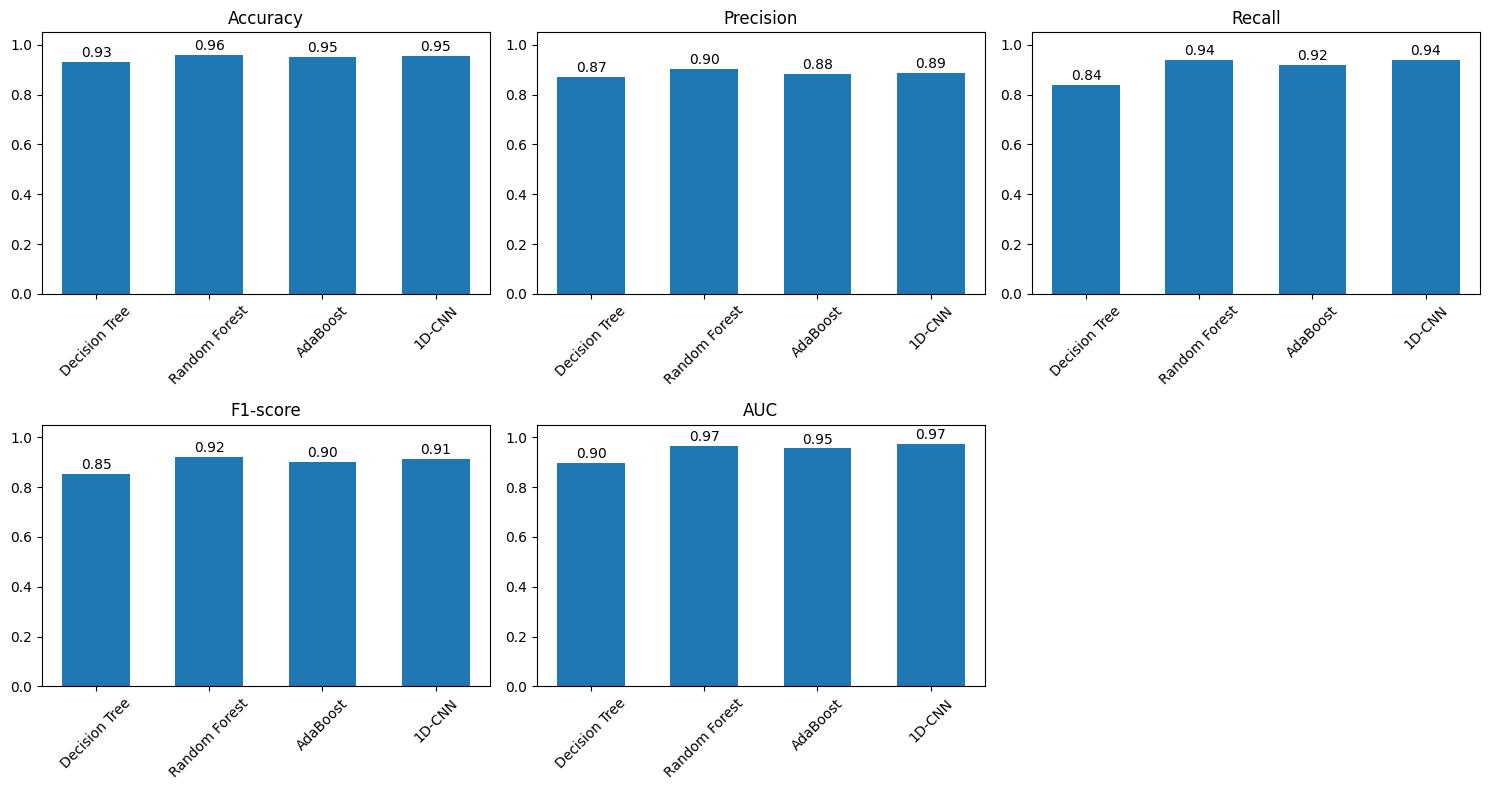 Accuracy
1.0
0.8
0.6
0.4
0.2
0.0
0.93
0.96
0.95
0.95
Decision Tree
Random Forest
AdaBoost
1D-CNN
Precision
1.0
0.8
0.6
0.4
0.2
0.0
0.87
0.90
0.88
0.89
Decision Tree
Random Forest
AdaBoost
1D-CNN
Recall
1.0
0.8
0.6
0.4
0.2
0.0
0.84
0.94
0.92
0.94
Decision Tree
Random Forest
AdaBoost
1D-CNN
F1-score
1.0
0.8
0.6
0.4
0.2
0.0
0.85
0.92
0.90
0.91
Decision Tree
Random Forest
AdaBoost
1D-CNN
AUC
1.0
0.8
0.6
0.4
0.2
0.0
0.90
0.97
0.95
0.97
Decision Tree
Random Forest
AdaBoost
1D-CNN